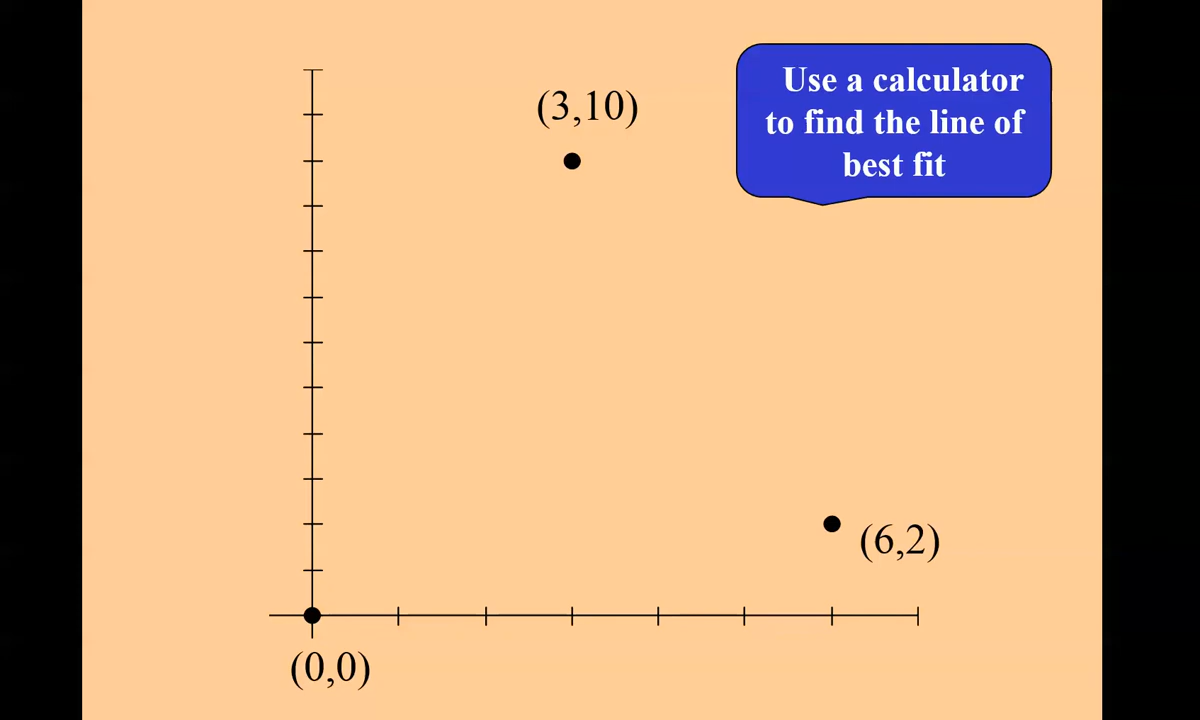 (3,10)
Use a calculator
to find the line of
best fit
(6,2)
(0,0)